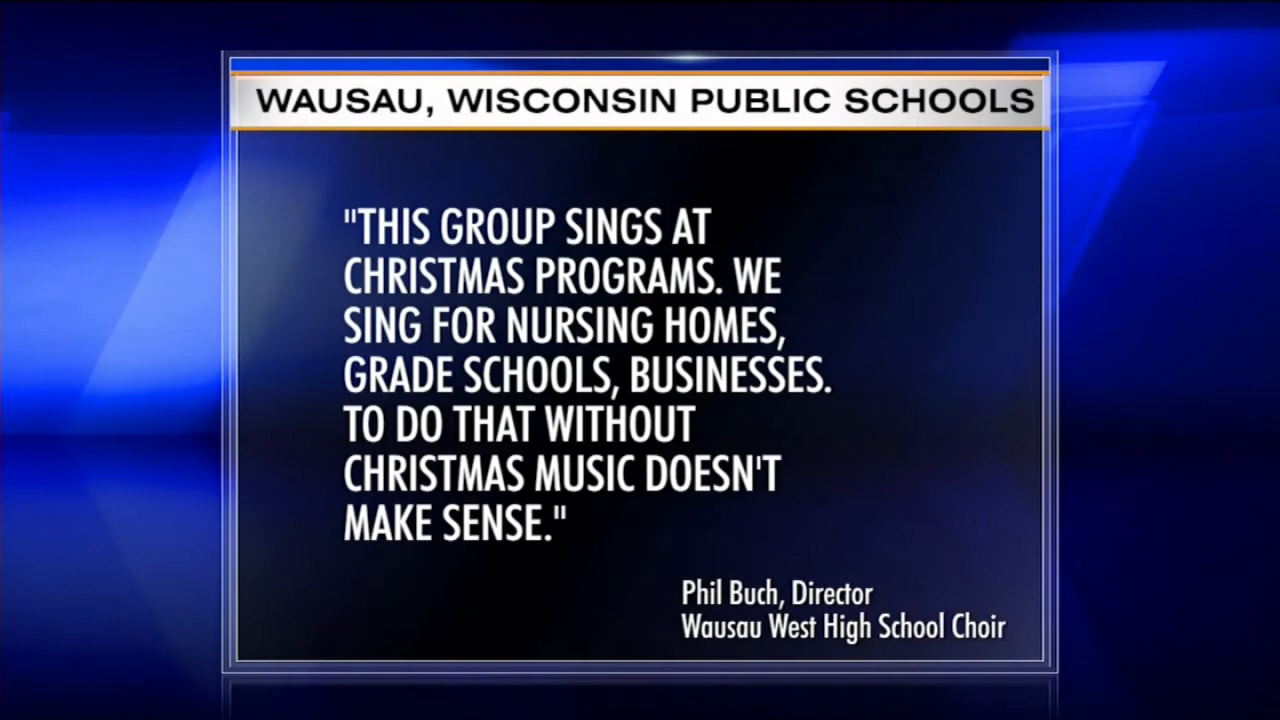 WAUSAU, WISCONSIN PUBLIC SCHOOLS
"THIS GROUP SINGS AT
CHRISTMAS PROGRAMS. WE
SING FOR NURSING HOMES,
GRADE SCHOOLS, BUSINESSES.
TO DO THAT WITHOUT
CHRISTMAS MUSIC DOESN'T
MAKE SENSE."
Phil Buch, Director
Wausau West High School Choir